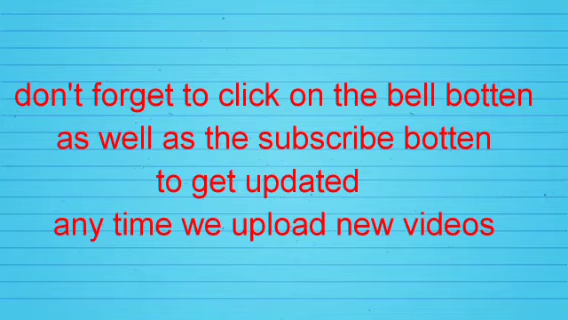 don't forget to click on the bell botten
as well as the subscribe botten
to get updated
any time we upload new videos